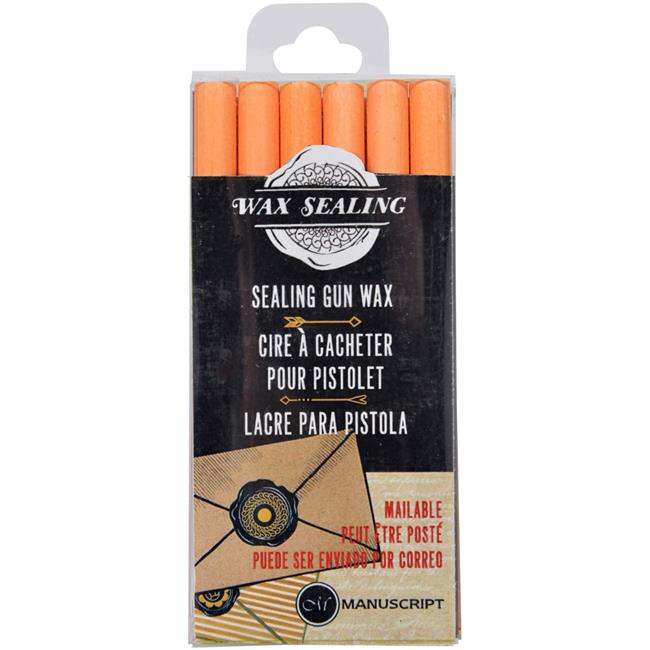 WAX SEALING
SEALING GUN WAX
CIRE À CACHETER
POUR PISTOLET
LACRE PARA PISTOLA
MAILABLE
PEUT ÊTRE POSTÉ
PUEDE SER ENVIADO POR CORREO
M MANUSCRIPT